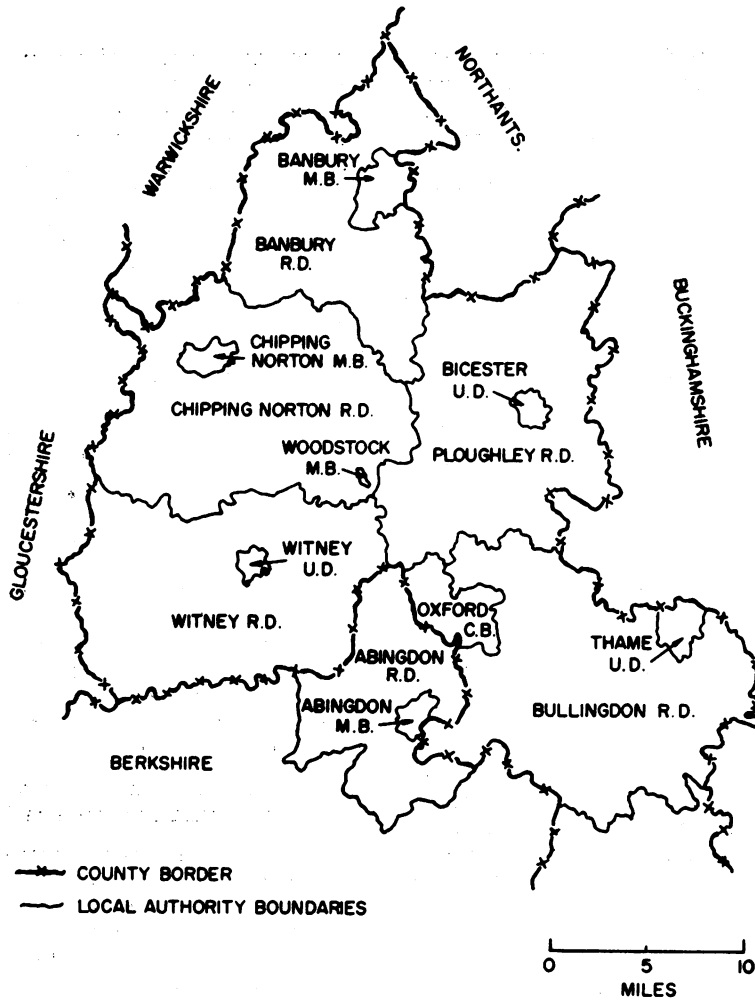 WARWICKSHIRE
NORTHANTS.
BANBURY
M.B.
BANBURY
R.D.
BUCKINGHAMSHIRE
CHIPPING
NORTON M.B.
CHIPPING NORTON R.D.
BICESTER
U.D.
PLOUGHLEY R.D.
WOODSTOCK
M.B.
GLOUCESTERSHIRE
WITNEY
U.D.
WITNEY R.D.
OXFORD
C.B.
ABINGDON
R.D.
THAME
U.D.
ABINGDON
M.B.
BULLINGDON R.D.
BERKSHIRE
COUNTY BORDER
LOCAL AUTHORITY BOUNDARIES
0 5 10
MILES